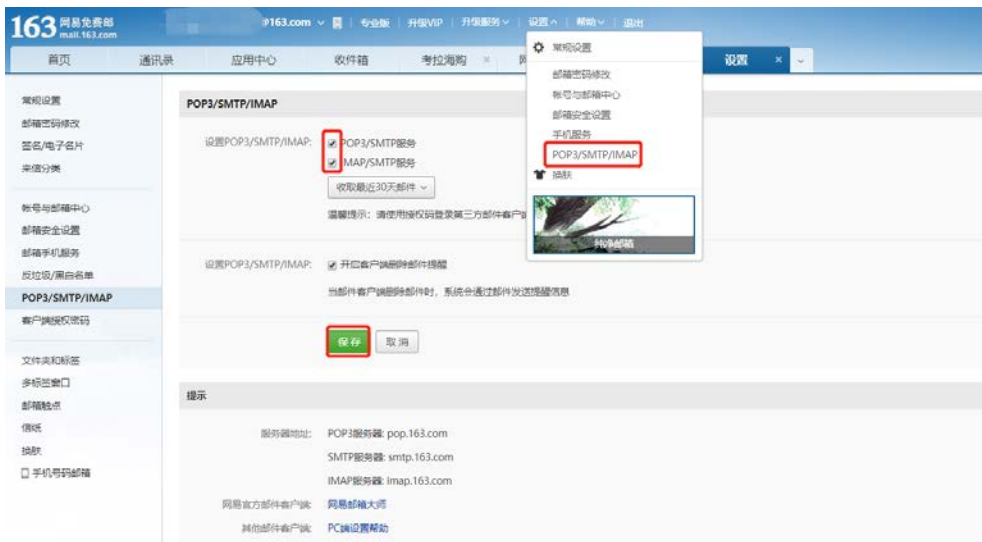 163 网易免费邮
mail.163.com
@163.com
专业版 | 升级VIP | 升级服务 | 设置 | 帮助 | 退出
首页 通讯录 应用中心 收件箱 考拉海购 × 设置 ×
常规设置
邮箱密码修改
帐号与邮箱中心
邮箱安全设置
手机服务
POP3/SMTP/IMAP
换肤
纯净邮箱
常规设置
邮箱密码修改
签名/电子名片
来信分类
帐号与邮箱中心
邮箱安全设置
邮箱手机服务
反垃圾/黑白名单
POP3/SMTP/IMAP
客户端授权密码
文件夹和标签
多标签窗口
邮箱触点
信纸
换肤
手机号码邮箱
POP3/SMTP/IMAP
设置POP3/SMTP/IMAP: POP3/SMTP服务
IMAP/SMTP服务
收取最近30天邮件
温馨提示：请使用授权码登录第三方邮件客户端
设置POP3/SMTP/IMAP: 开启客户端删除邮件提醒
当邮件客户端删除邮件时，系统会通过邮件发送提醒信息
保存 取消
提示
服务器地址: POP3服务器: pop.163.com
SMTP服务器: smtp.163.com
IMAP服务器: imap.163.com
网易官方邮件客户端: 网易邮箱大师
其他邮件客户端: PC端设置帮助